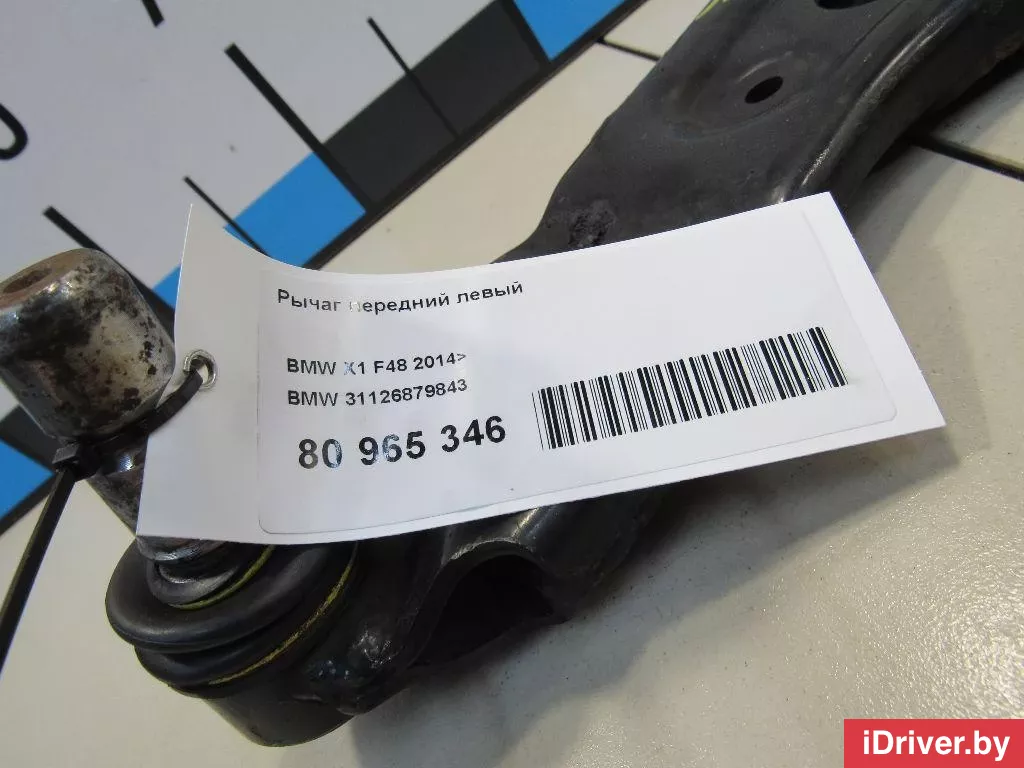 Рычаг передний левый
BMW X1 F48 2014>
BMW 31126879843
80 965 346
iDriver.by